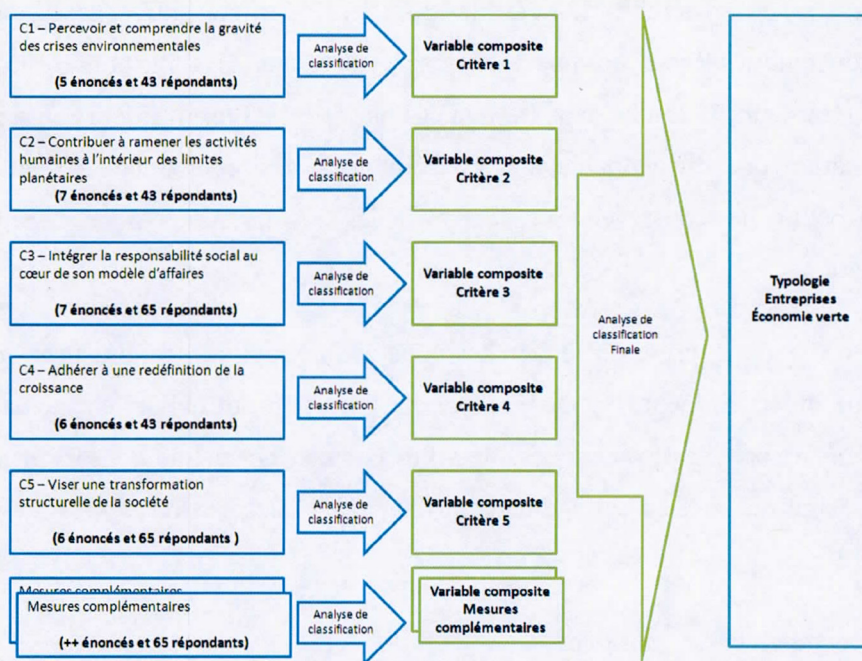 C1 – Percevoir et comprendre la gravité
des crises environnementales
(5 énoncés et 43 répondants)
Analyse de
classification
Variable composite
Critère 1
C2 – Contribuer à ramener les activités
humaines à l'intérieur des limites
planétaires
(7 énoncés et 43 répondants)
Analyse de
classification
Variable composite
Critère 2
C3 – Intégrer la responsabilité social au
cœur de son modèle d'affaires
(7 énoncés et 65 répondants)
Analyse de
classification
Variable composite
Critère 3
C4 – Adhérer à une redéfinition de la
croissance
(6 énoncés et 43 répondants)
Analyse de
classification
Variable composite
Critère 4
C5 – Viser une transformation
structurelle de la société
(6 énoncés et 65 répondants )
Analyse de
classification
Variable composite
Critère 5
Mesures complémentaires
Mesures complémentaires
(++ énoncés et 65 répondants)
Analyse de
classification
Variable composite
Mesures
complémentaires
Analyse de
classification
Finale
Typologie
Entreprises
Économie verte